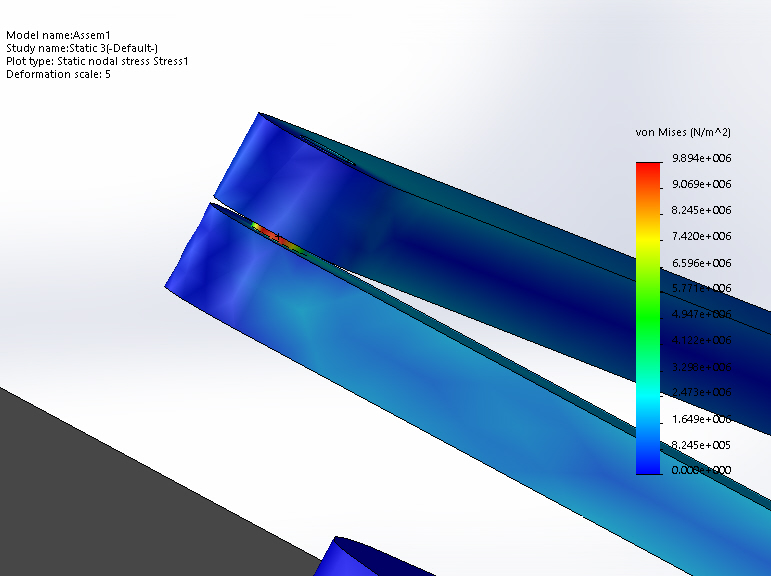 Model name:Assem1
Study name:Static 3(-Default-)
Plot type: Static nodal stress Stress1
Deformation scale: 5
von Mises (N/m^2)
9.894e+006
9.069e+006
8.245e+006
7.420e+006
6.596e+006
5.771e+006
4.947e+006
4.122e+006
3.298e+006
2.473e+006
1.649e+006
8.245e+005
0.000e+000